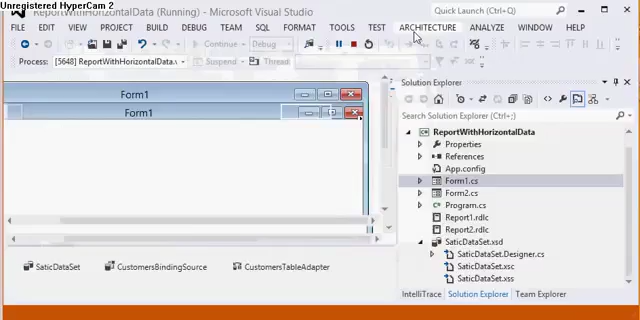 Unregistered HyperCam 2
ReportWithHorizontalData (Running) - Microsoft Visual Studio
Quick Launch (Ctrl+Q)
FILE EDIT VIEW PROJECT BUILD DEBUG TEAM SQL FORMAT TOOLS TEST ARCHITECTURE ANALYZE WINDOW HELP
Continue Debug
Process: [5648] ReportWithHorizontalData.v Suspend Thread
Form1
Form1
SaticDataSet CustomersBindingSource CustomersTableAdapter
Solution Explorer
Search Solution Explorer (Ctrl+;)
ReportWithHorizontalData
Properties
References
App.config
Form1.cs
Form2.cs
Program.cs
Report1.rdlc
Report2.rdlc
SaticDataSet.xsd
SaticDataSet.Designer.cs
SaticDataSet.xsc
SaticDataSet.xss
IntelliTrace Solution Explorer Team Explorer